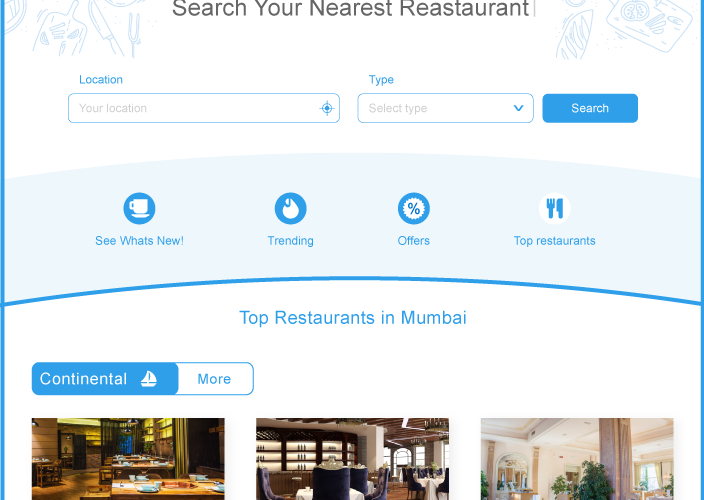 Search Your Nearest Reastaurant
Location
Type
Your location
Select type
Search
See Whats New!
Trending
Offers
Top restaurants
Top Restaurants in Mumbai
Continental
More